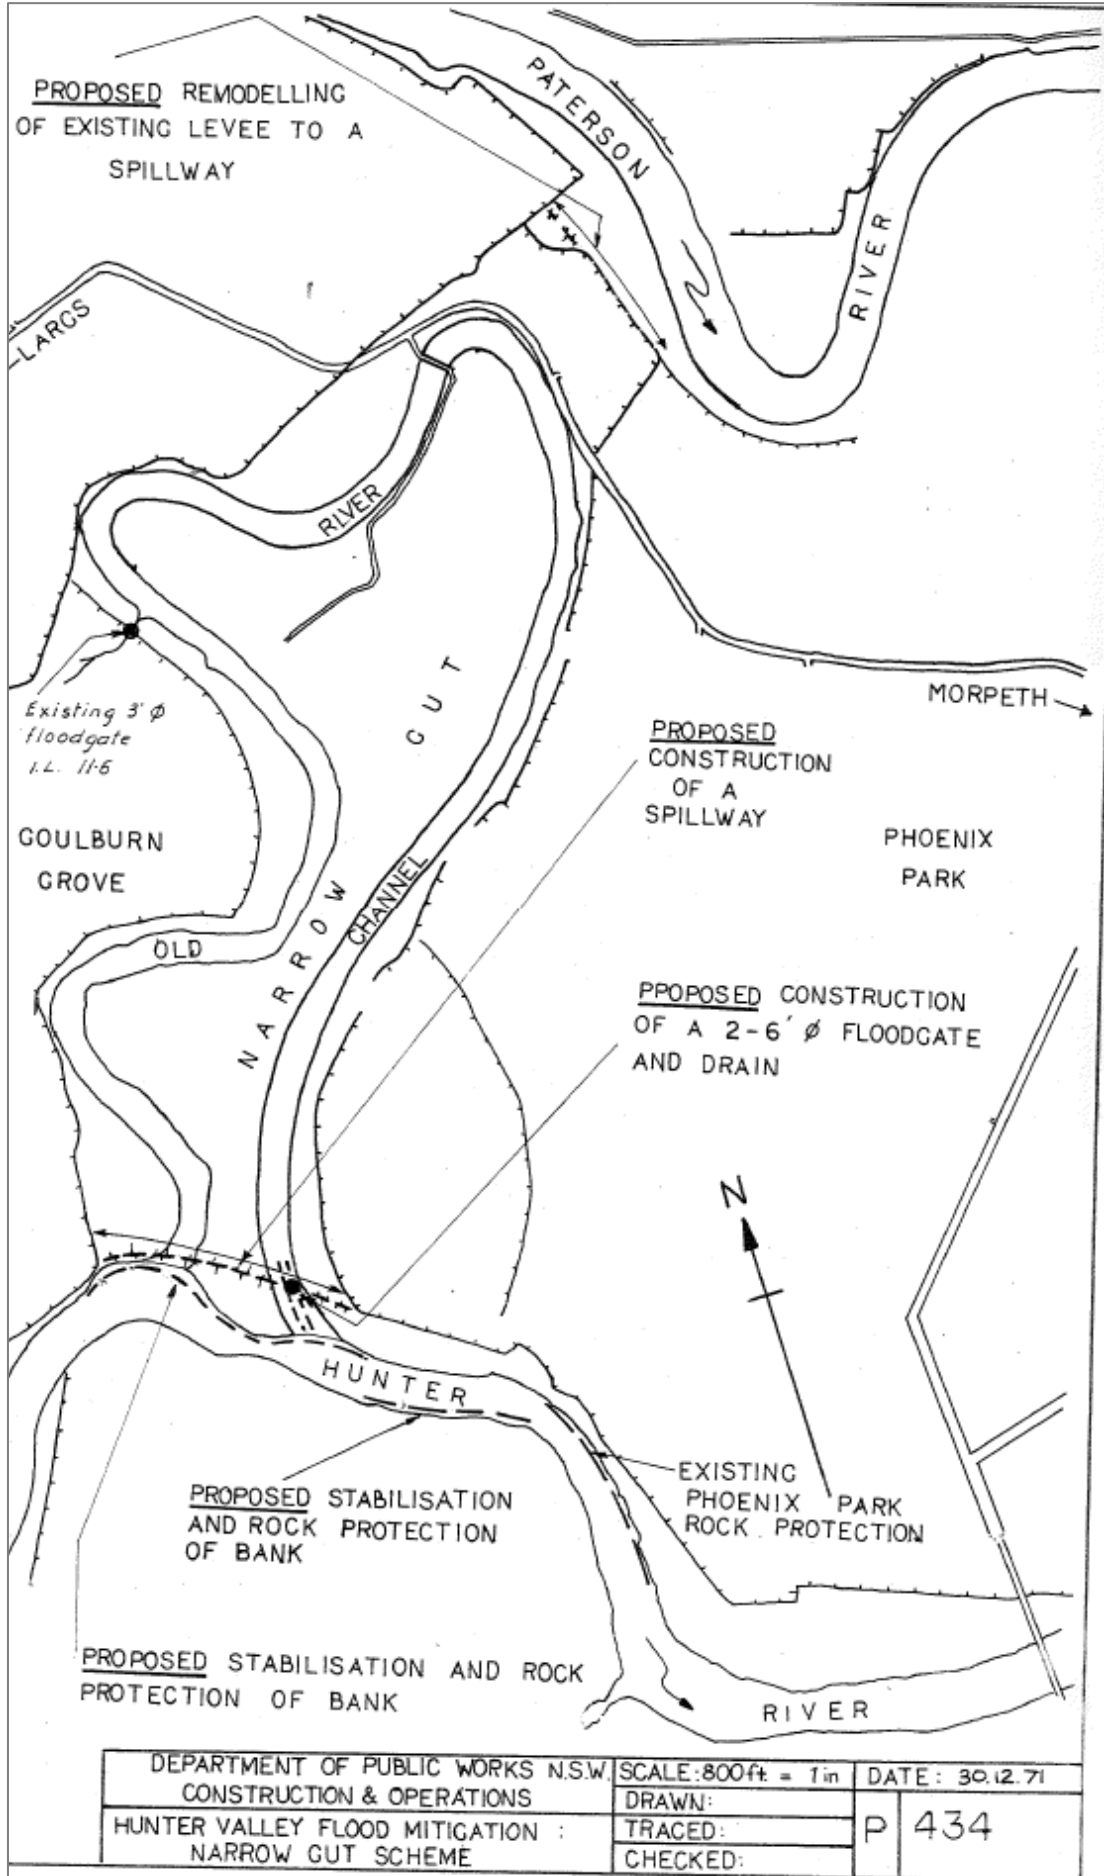 PROPOSED REMODELLING
OF EXISTING LEVEE TO A
SPILLWAY
PATERSON
RIVER
LARGS
RIVER
Existing 3' φ
floodgate
I.L. 11·6
GOULBURN
GROVE
OLD
NARROW GUT
CHANNEL
MORPETH
PROPOSED
CONSTRUCTION
OF A
SPILLWAY
PHOENIX
PARK
PPOPOSED CONSTRUCTION
OF A 2-6' φ FLOODGATE
AND DRAIN
N
HUNTER
EXISTING
PHOENIX PARK
ROCK PROTECTION
PROPOSED STABILISATION
AND ROCK PROTECTION
OF BANK
PROPOSED STABILISATION AND ROCK
PROTECTION OF BANK
RIVER
DEPARTMENT OF PUBLIC WORKS N.S.W.
CONSTRUCTION & OPERATIONS
HUNTER VALLEY FLOOD MITIGATION :
NARROW GUT SCHEME
SCALE: 800ft. = 1in
DRAWN:
TRACED:
CHECKED:
DATE: 30.12.71
P 434